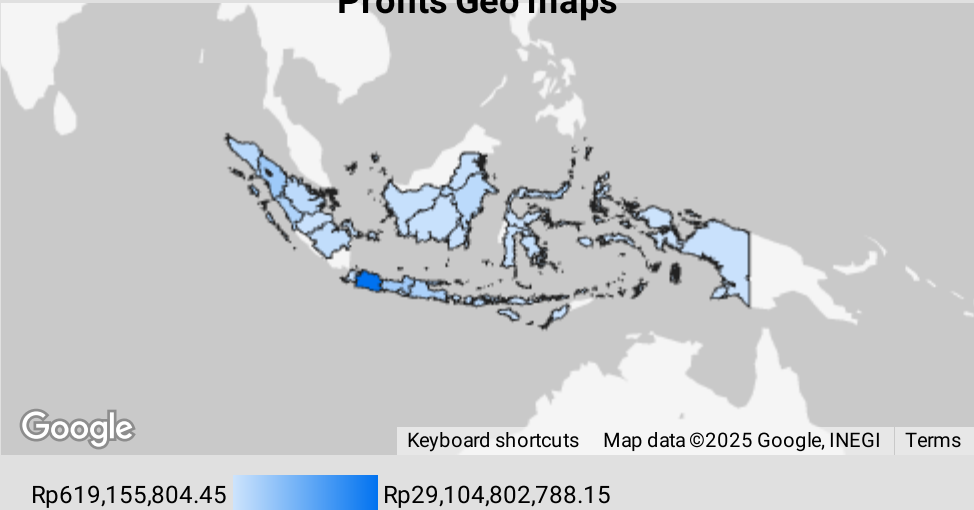 Profits Geo maps
Google
Keyboard shortcuts Map data ©2025 Google, INEGI Terms
Rp619,155,804.45 Rp29,104,802,788.15